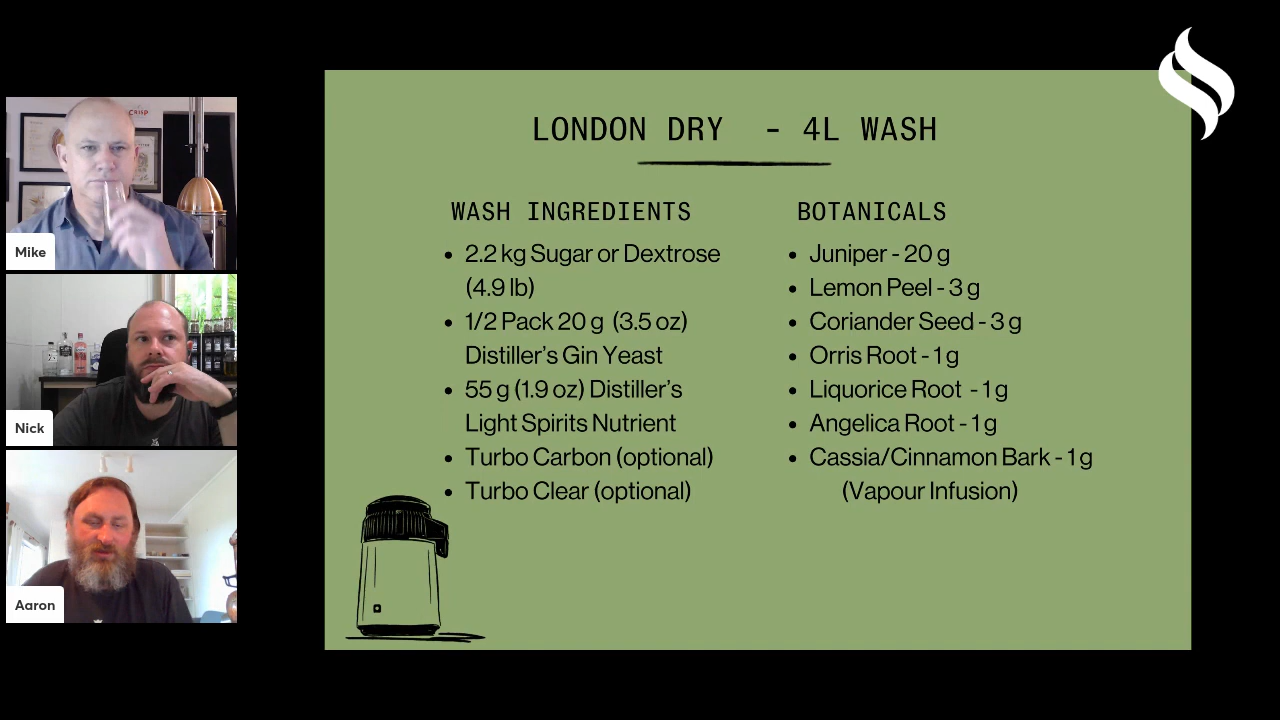 LONDON DRY - 4L WASH
WASH INGREDIENTS
2.2 kg Sugar or Dextrose
(4.9 lb)
1/2 Pack 20 g (3.5 oz)
Distiller's Gin Yeast
55 g (1.9 oz) Distiller's
Light Spirits Nutrient
Turbo Carbon (optional)
Turbo Clear (optional)
BOTANICALS
Juniper - 20 g
Lemon Peel - 3 g
Coriander Seed - 3 g
Orris Root - 1 g
Liquorice Root - 1 g
Angelica Root - 1 g
Cassia/Cinnamon Bark - 1 g
(Vapour Infusion)
CRISP
Mike
Nick
Aaron